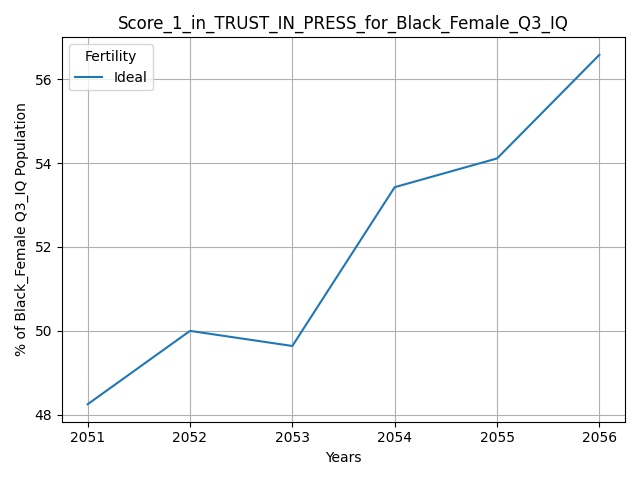 Score_1_in_TRUST_IN_PRESS_for_Black_Female_Q3_IQ
Fertility
Ideal
% of Black_Female Q3_IQ Population
56
54
52
50
48
2051 2052 2053 2054 2055 2056
Years